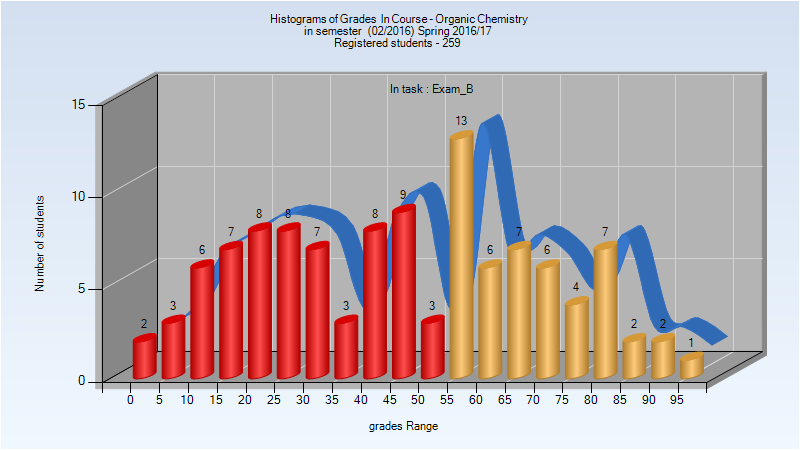 Histograms of Grades In Course - Organic Chemistry
in semester (02/2016) Spring 2016/17
Registered students - 259
In task : Exam_B
15
10
5
0
Number of students
2 3 6 7 8 8 7 3 8 9 3 13 6 7 6 4 7 2 2 1
0 5 10 15 20 25 30 35 40 45 50 55 60 65 70 75 80 85 90 95
grades Range